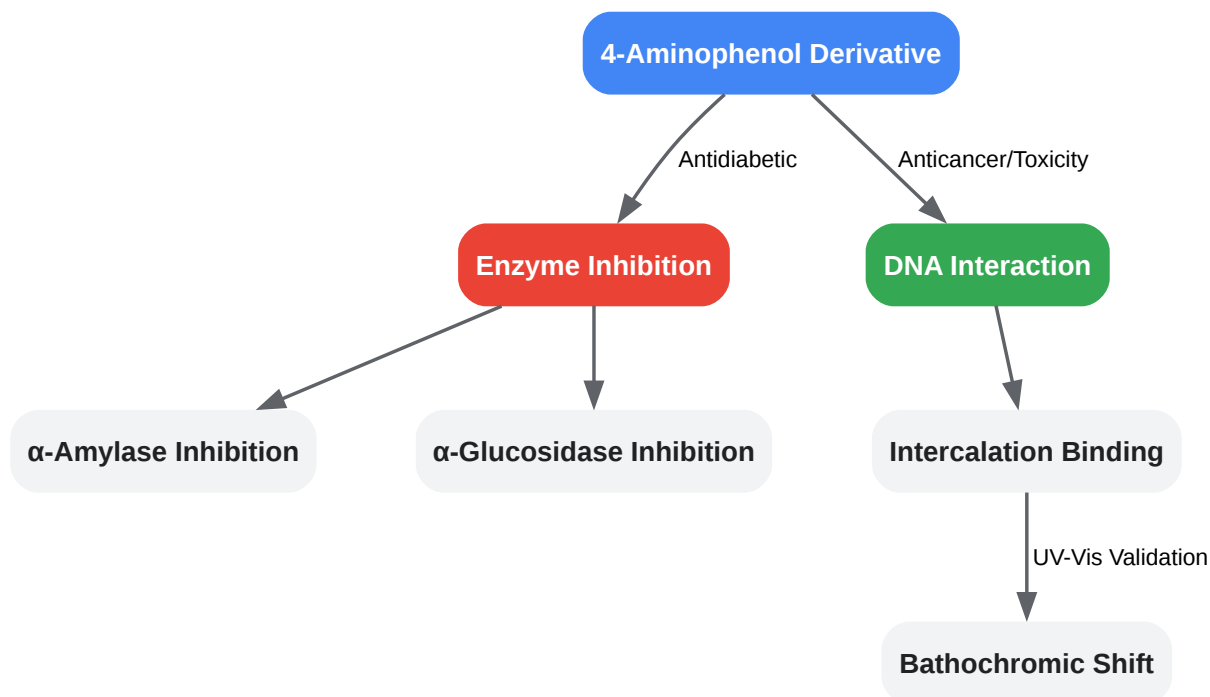 4-Aminophenol Derivative
Antidiabetic
Anticancer/Toxicity
Enzyme Inhibition
DNA Interaction
α-Amylase Inhibition
α-Glucosidase Inhibition
Intercalation Binding
UV-Vis Validation
Bathochromic Shift